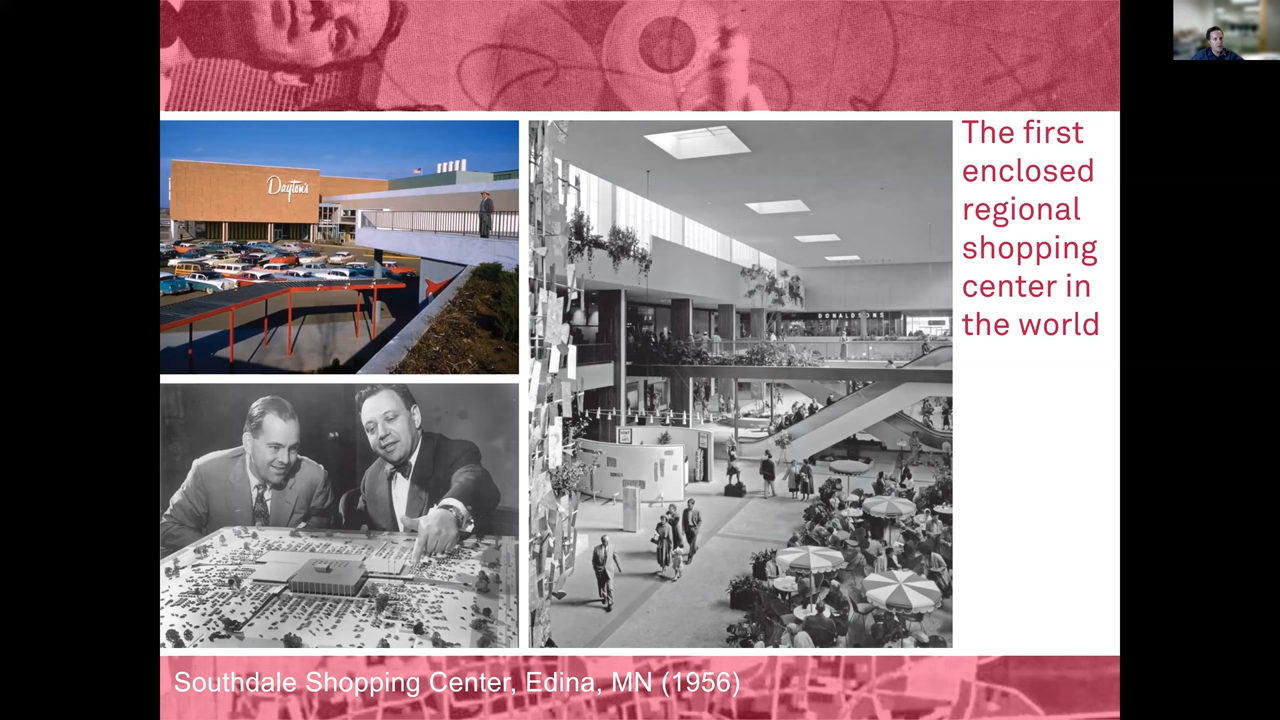 The first
enclosed
regional
shopping
center in
the world
Dayton's
DONALDSONS
Southdale Shopping Center, Edina, MN (1956)